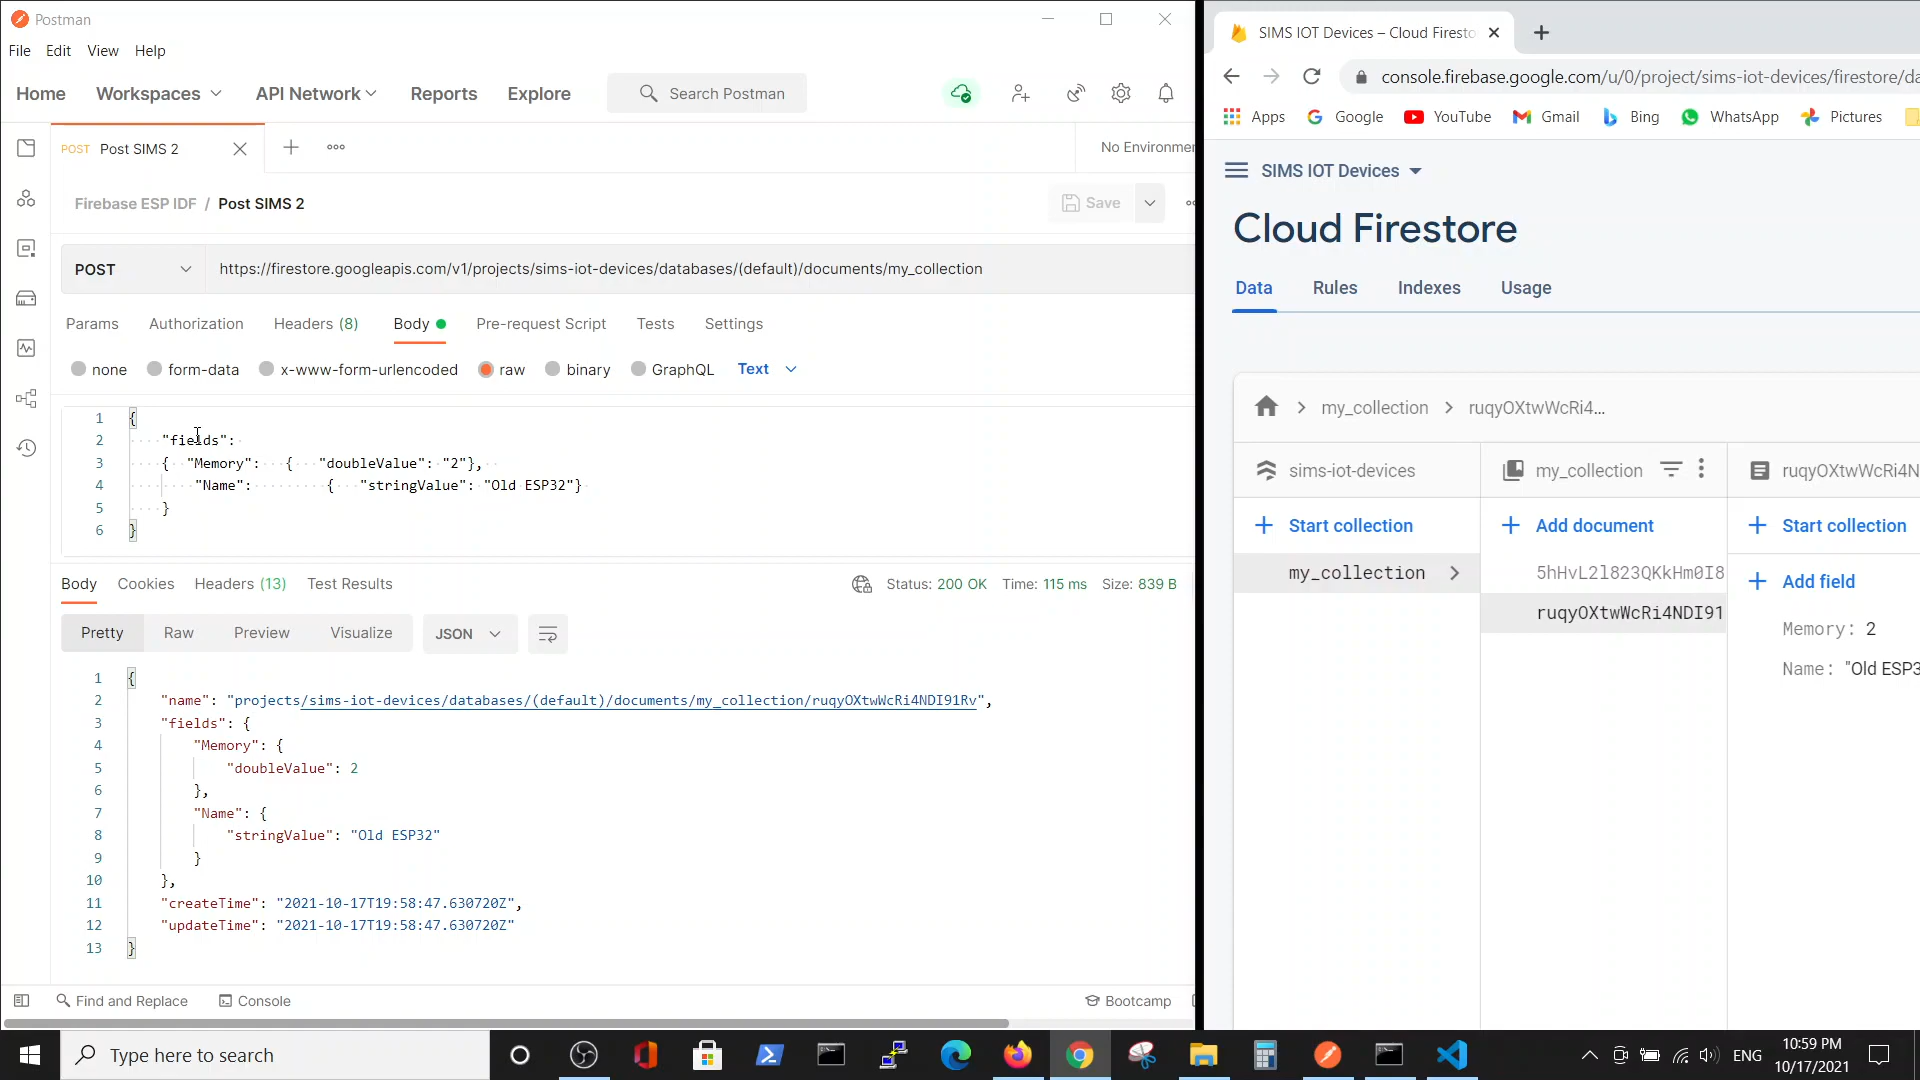 Postman
File Edit View Help
Home Workspaces API Network Reports Explore Search Postman
POST Post SIMS 2 No Environmen
Firebase ESP IDF / Post SIMS 2 Save
POST https://firestore.googleapis.com/v1/projects/sims-iot-devices/databases/(default)/documents/my_collection
Params Authorization Headers (8) Body Pre-request Script Tests Settings
none form-data x-www-form-urlencoded raw binary GraphQL Text
1 {
2 "fields":
3 { "Memory": { "doubleValue": "2"},
4 "Name": { "stringValue": "Old ESP32"}
5 }
6 }
Body Cookies Headers (13) Test Results Status: 200 OK Time: 115 ms Size: 839 B
Pretty Raw Preview Visualize JSON
1 {
2 "name": "projects/sims-iot-devices/databases/(default)/documents/my_collection/ruqyOXtwWcRi4NDI91Rv",
3 "fields": {
4 "Memory": {
5 "doubleValue": 2
6 },
7 "Name": {
8 "stringValue": "Old ESP32"
9 }
10 },
11 "createTime": "2021-10-17T19:58:47.630720Z",
12 "updateTime": "2021-10-17T19:58:47.630720Z"
13 }
Find and Replace Console Bootcamp
SIMS IOT Devices – Cloud Firesto
console.firebase.google.com/u/0/project/sims-iot-devices/firestore/da
Apps Google YouTube Gmail Bing WhatsApp Pictures
SIMS IOT Devices
Cloud Firestore
Data Rules Indexes Usage
my_collection ruqyOXtwWcRi4...
sims-iot-devices my_collection ruqyOXtwWcRi4N
Start collection Add document Start collection
my_collection 5hHvL2l823QKkHm0I8 Add field
ruqyOXtwWcRi4NDI91 Memory: 2
Name: "Old ESP3
Type here to search ENG 10:59 PM
10/17/2021